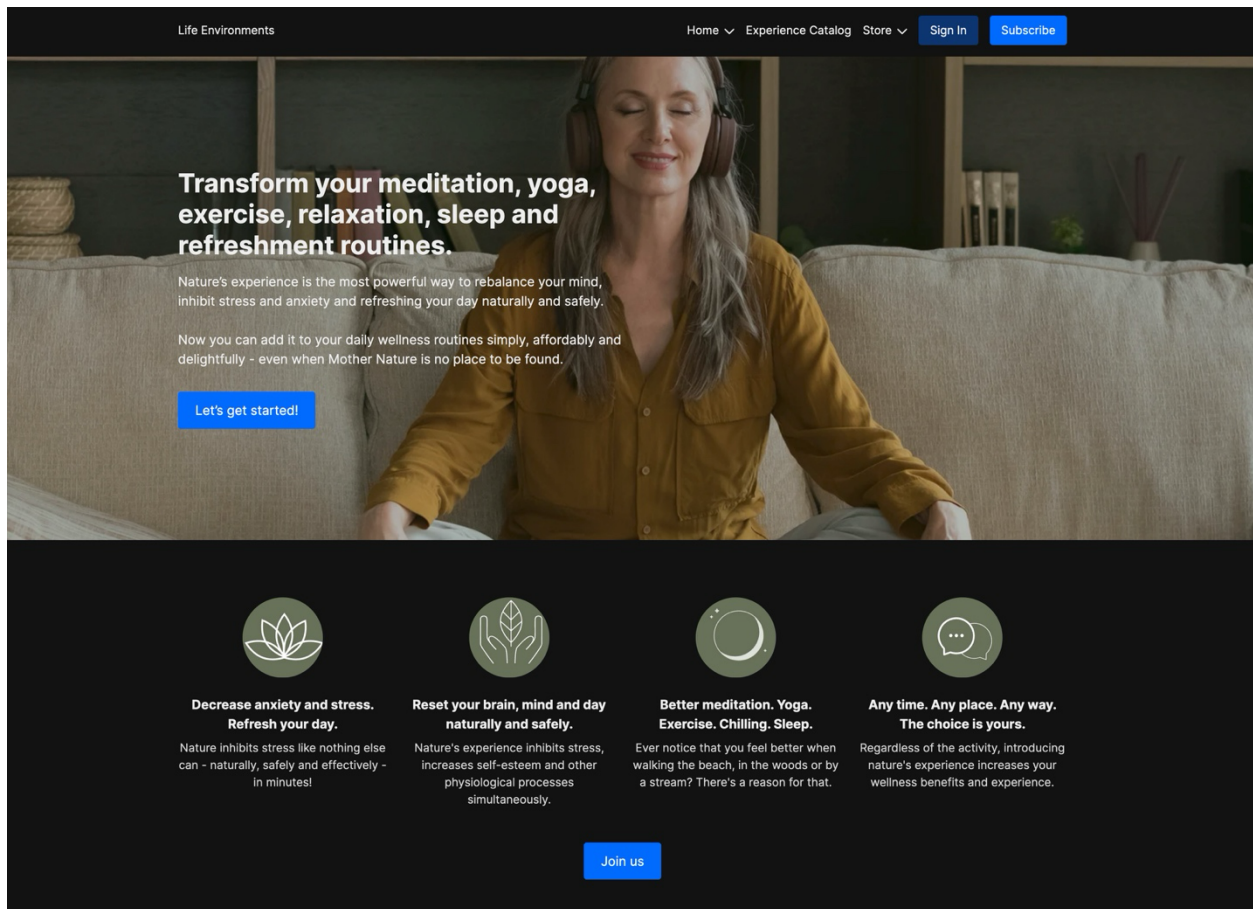 Life Environments
Home Experience Catalog Store Sign In Subscribe
Transform your meditation, yoga,
exercise, relaxation, sleep and
refreshment routines.
Nature's experience is the most powerful way to rebalance your mind,
inhibit stress and anxiety and refreshing your day naturally and safely.
Now you can add it to your daily wellness routines simply, affordably and
delightfully - even when Mother Nature is no place to be found.
Let's get started!
Decrease anxiety and stress.
Refresh your day.
Nature inhibits stress like nothing else
can - naturally, safely and effectively -
in minutes!
Reset your brain, mind and day
naturally and safely.
Nature's experience inhibits stress,
increases self-esteem and other
physiological processes
simultaneously.
Better meditation. Yoga.
Exercise. Chilling. Sleep.
Ever notice that you feel better when
walking the beach, in the woods or by
a stream? There's a reason for that.
Any time. Any place. Any way.
The choice is yours.
Regardless of the activity, introducing
nature's experience increases your
wellness benefits and experience.
Join us